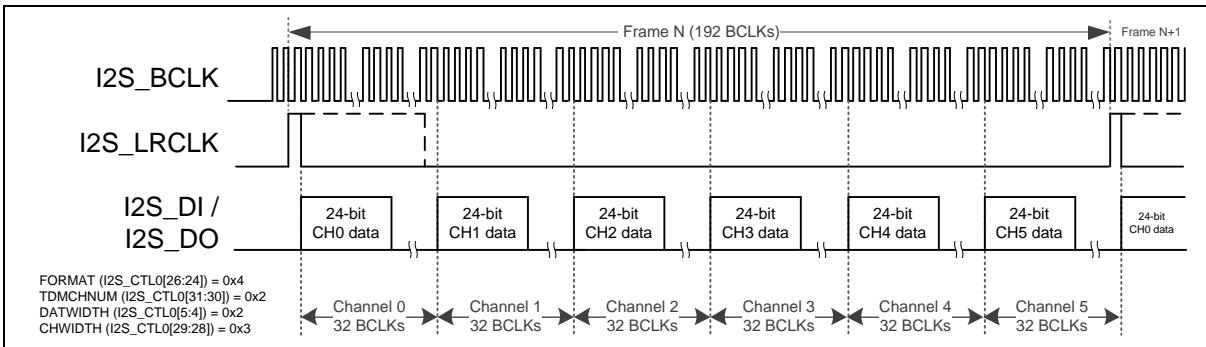 Frame N (192 BCLKs)
Frame N+1
I2S_BCLK
I2S_LRCLK
I2S_DI /
I2S_DO
24-bit
CH0 data
24-bit
CH1 data
24-bit
CH2 data
24-bit
CH3 data
24-bit
CH4 data
24-bit
CH5 data
24-bit
CH0 data
FORMAT (I2S_CTL0[26:24]) = 0x4
TDMCHNUM (I2S_CTL0[31:30]) = 0x2
DATWIDTH (I2S_CTL0[5:4]) = 0x2
CHWIDTH (I2S_CTL0[29:28]) = 0x3
Channel 0
32 BCLKs
Channel 1
32 BCLKs
Channel 2
32 BCLKs
Channel 3
32 BCLKs
Channel 4
32 BCLKs
Channel 5
32 BCLKs